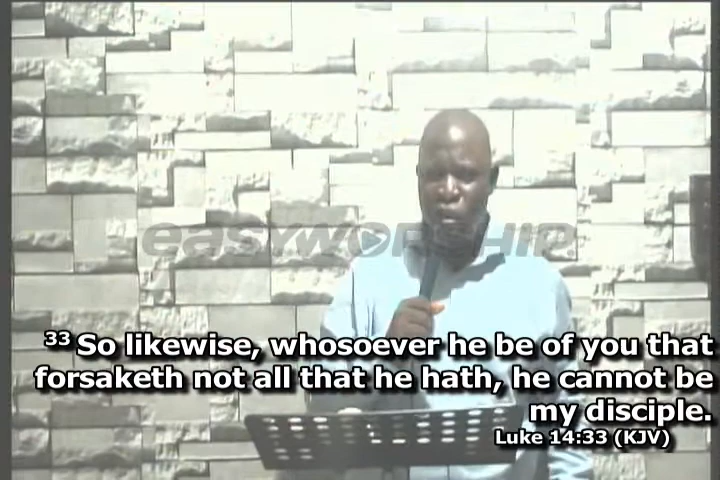 easyworship
33 So likewise, whosoever he be of you that
forsaketh not all that he hath, he cannot be
my disciple.
Luke 14:33 (KJV)